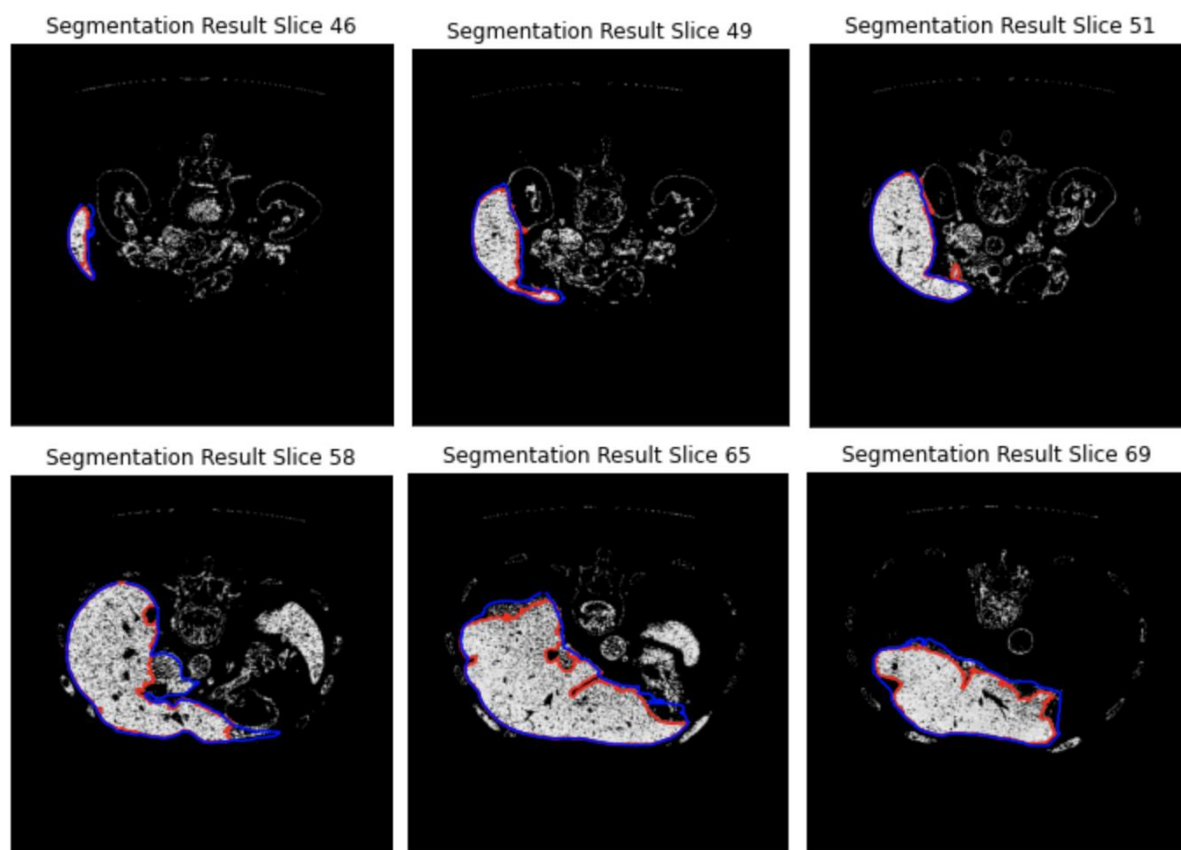 Segmentation Result Slice 46
Segmentation Result Slice 49
Segmentation Result Slice 51
Segmentation Result Slice 58
Segmentation Result Slice 65
Segmentation Result Slice 69